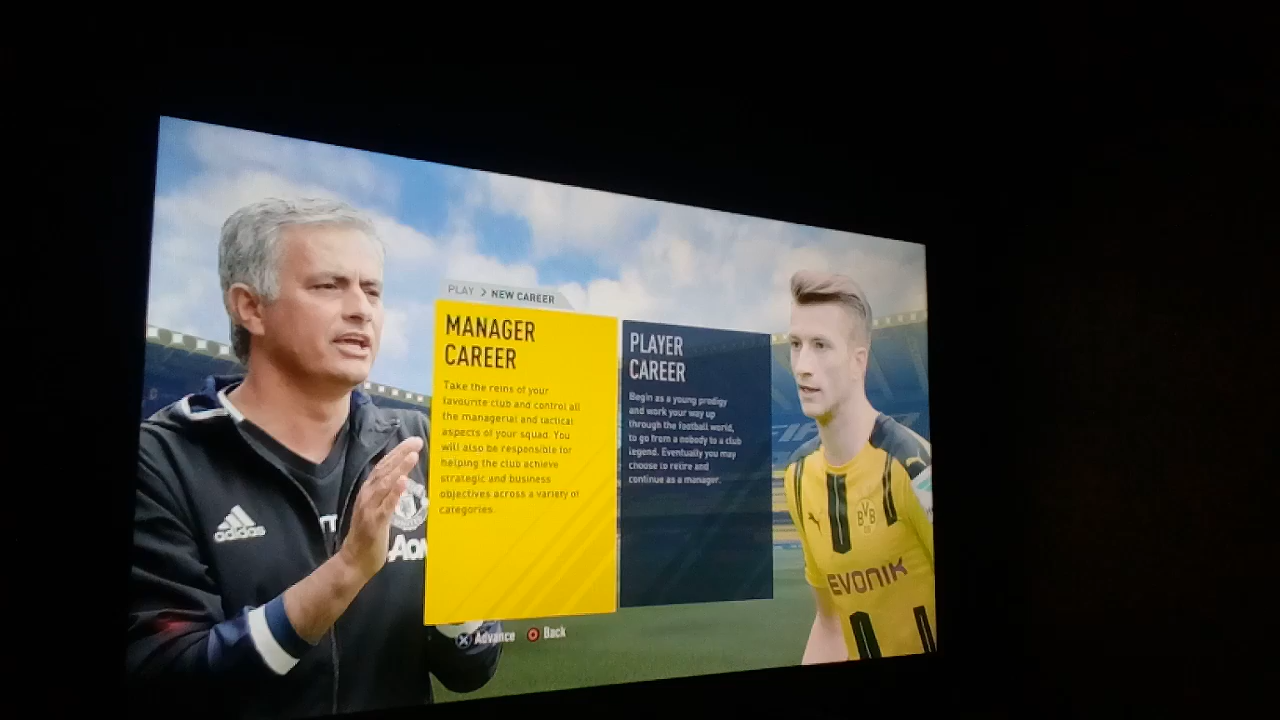 PLAY > NEW CAREER
MANAGER
CAREER
Take the reins of your
favourite club and control all
the managerial and tactical
aspects of your squad. You
will also be responsible for
helping the club achieve
strategic and business
objectives across a variety of
categories.
PLAYER
CAREER
Begin as a young prodigy
and work your way up
through the football world,
to go from a nobody to a club
legend. Eventually you may
choose to retire and
continue as a manager.
Advance Back
adidas
AON
BVB
09
EVONIK